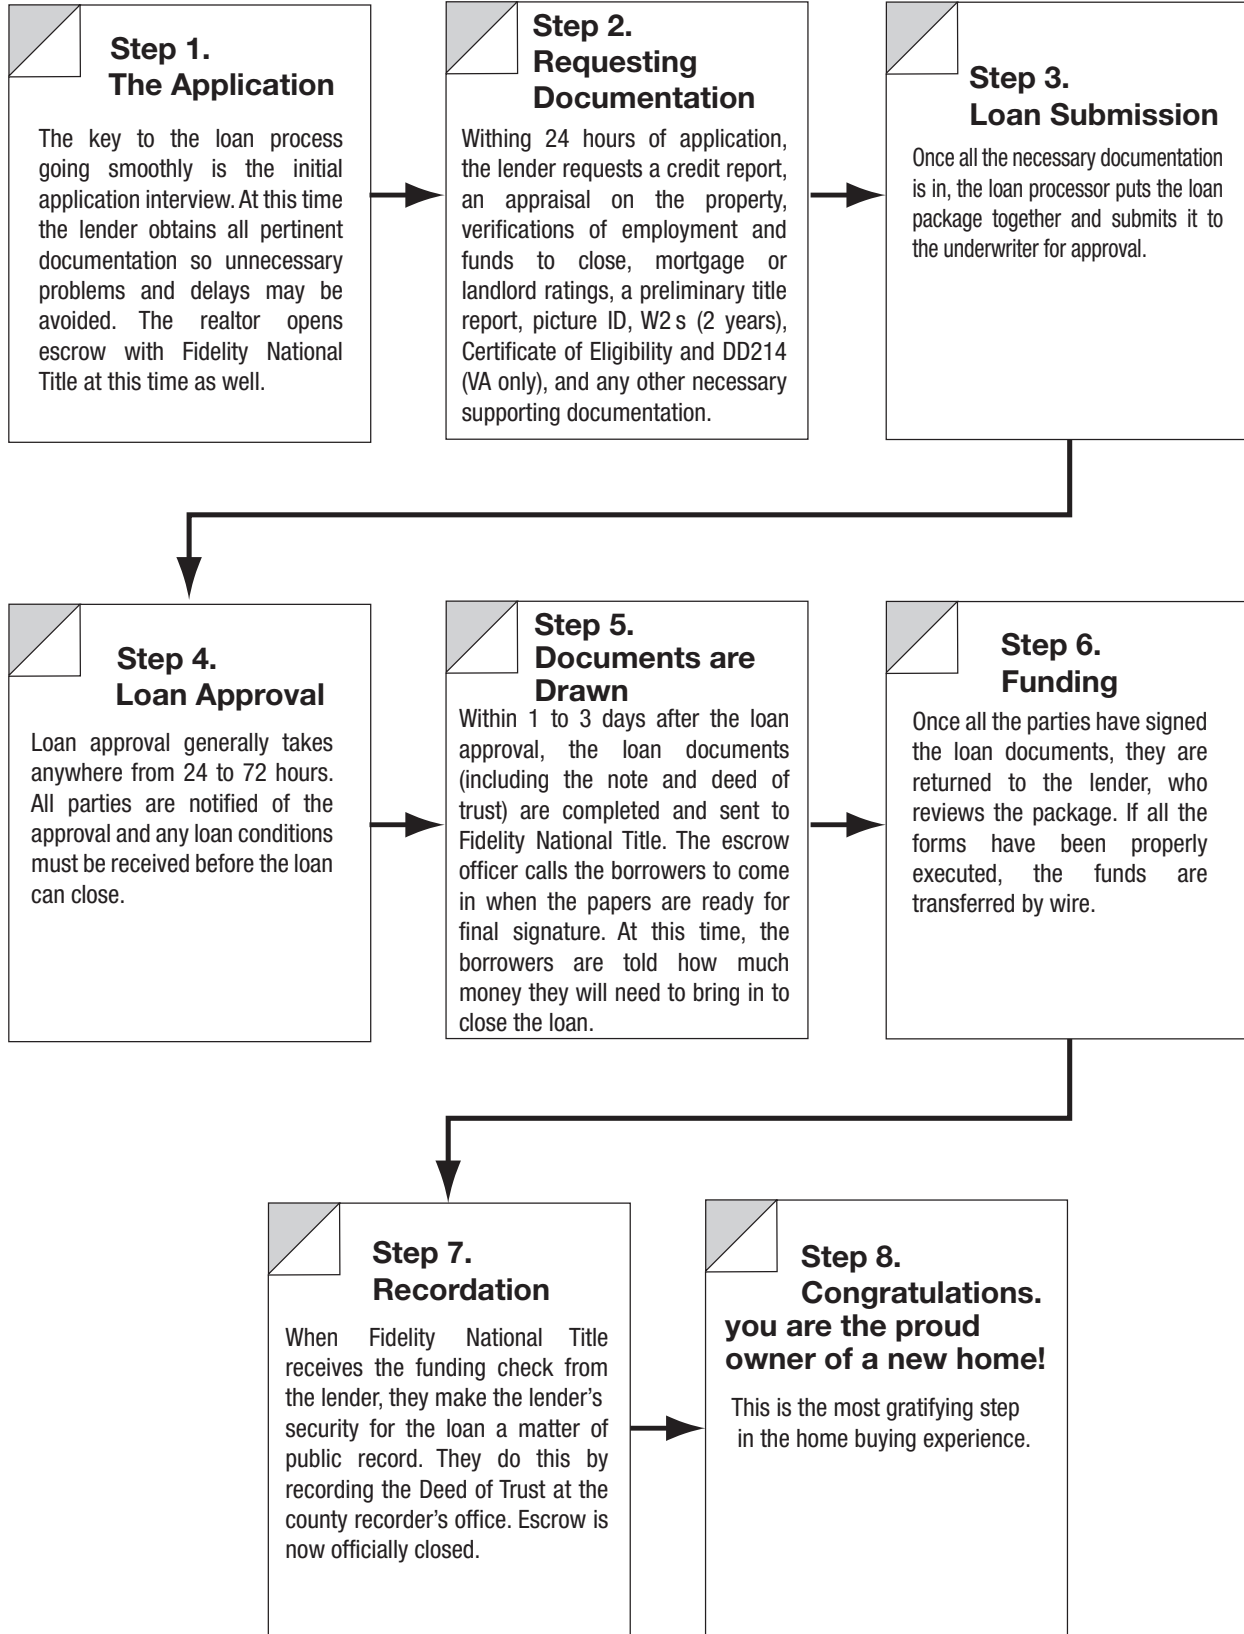 Step 1.
The Application
The key to the loan process
going smoothly is the initial
application interview. At this time
the lender obtains all pertinent
documentation so unnecessary
problems and delays may be
avoided. The realtor opens
escrow with Fidelity National
Title at this time as well.
Step 2.
Requesting
Documentation
Withing 24 hours of application,
the lender requests a credit report,
an appraisal on the property,
verifications of employment and
funds to close, mortgage or
landlord ratings, a preliminary title
report, picture ID, W2 s (2 years),
Certificate of Eligibility and DD214
(VA only), and any other necessary
supporting documentation.
Step 3.
Loan Submission
Once all the necessary documentation
is in, the loan processor puts the loan
package together and submits it to
the underwriter for approval.
Step 4.
Loan Approval
Loan approval generally takes
anywhere from 24 to 72 hours.
All parties are notified of the
approval and any loan conditions
must be received before the loan
can close.
Step 5.
Documents are
Drawn
Within 1 to 3 days after the loan
approval, the loan documents
(including the note and deed of
trust) are completed and sent to
Fidelity National Title. The escrow
officer calls the borrowers to come
in when the papers are ready for
final signature. At this time, the
borrowers are told how much
money they will need to bring in to
close the loan.
Step 6.
Funding
Once all the parties have signed
the loan documents, they are
returned to the lender, who
reviews the package. If all the
forms have been properly
executed, the funds are
transferred by wire.
Step 7.
Recordation
When Fidelity National Title
receives the funding check from
the lender, they make the lender’s
security for the loan a matter of
public record. They do this by
recording the Deed of Trust at the
county recorder’s office. Escrow is
now officially closed.
Step 8.
Congratulations.
you are the proud
owner of a new home!
This is the most gratifying step
in the home buying experience.